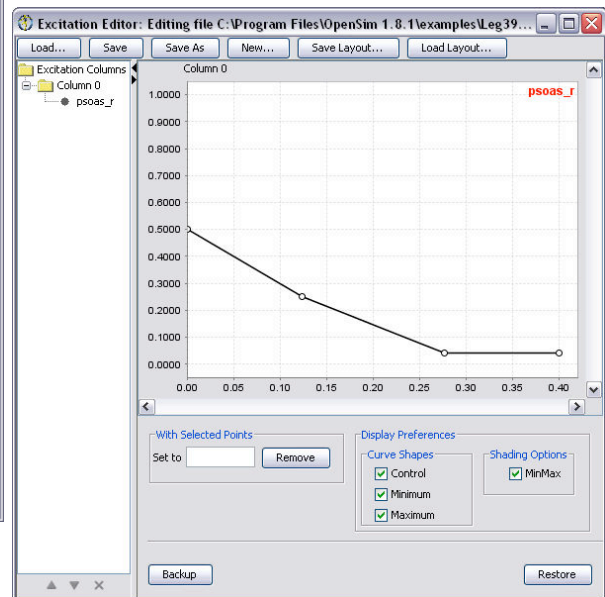 Excitation Editor: Editing file C:\Program Files\OpenSim 1.8.1\examples\Leg39...
Load... Save Save As New... Save Layout... Load Layout...
Excitation Columns
Column 0
psoas_r
Column 0
psoas_r
1.0000
0.9000
0.8000
0.7000
0.6000
0.5000
0.4000
0.3000
0.2000
0.1000
0.0000
0.00 0.05 0.10 0.15 0.20 0.25 0.30 0.35 0.40
With Selected Points
Set to Remove
Display Preferences
Curve Shapes
Control
Minimum
Maximum
Shading Options
MinMax
Backup Restore